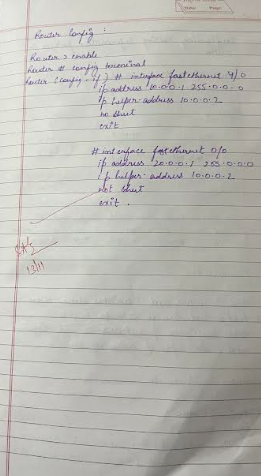 Router Config :
Router > enable
Router # config terminal
Router (config-if) # interface fastethernet 4/0
ip address 10.0.0.1 255.0.0.0
ip helper-address 10.0.0.2
no shut
exit
# interface fastethernet 0/0
ip address 20.0.0.1 255.0.0.0
ip helper-address 10.0.0.2
not shut
exit.
13/11